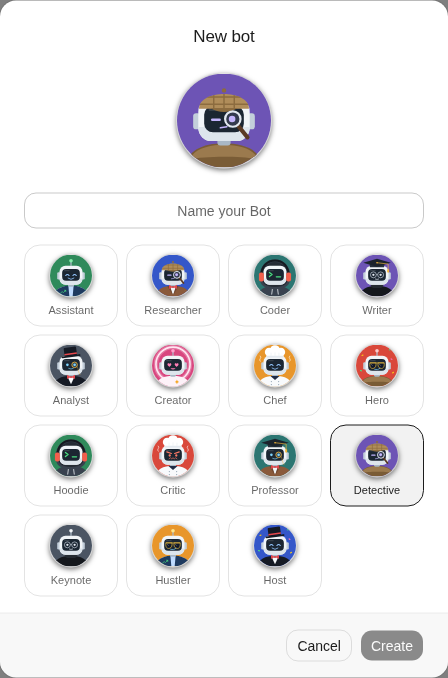 New bot
Name your Bot
Assistant Researcher Coder Writer
Analyst Creator Chef Hero
Hoodie Critic Professor Detective
Keynote Hustler Host
Cancel Create